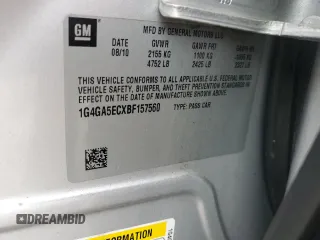 GM
MFD BY GENERAL MOTORS LLC
DATE GVWR GAWR FRT
08/10 2155 KG 1100 KG
4752 LB 2425 LB
THIS VEHICLE CONFORMS TO ALL APPLICABLE
U.S. FEDERAL MOTOR VEHICLE SAFETY, BUMPER, AND THEFT PREVENTION
STANDARDS IN EFFECT ON THE
DATE OF MANUFACTURE SHOWN ABOVE.
1G4GA5ECXBF157560 TYPE: PASS CAR
INFORMATION
DREAMBID